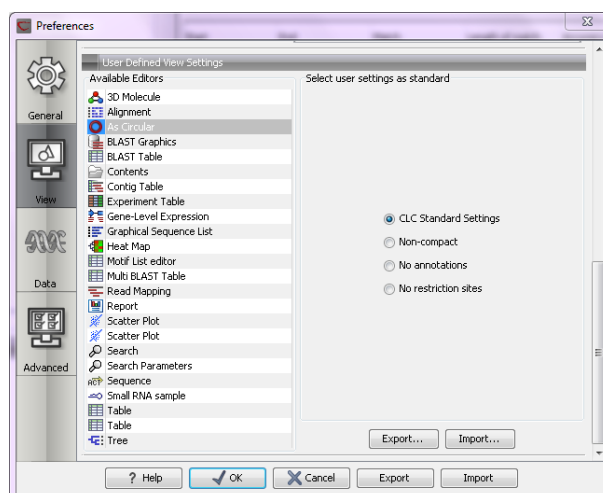 Preferences
User Defined View Settings
Available Editors
Select user settings as standard
General
View
Data
Advanced
3D Molecule
Alignment
As Circular
BLAST Graphics
BLAST Table
Contents
Contig Table
Experiment Table
Gene-Level Expression
Graphical Sequence List
Heat Map
Motif List editor
Multi BLAST Table
Read Mapping
Report
Scatter Plot
Scatter Plot
Search
Search Parameters
ACT Sequence
Small RNA sample
Table
Table
Tree
CLC Standard Settings
Non-compact
No annotations
No restriction sites
Export... Import...
? Help OK Cancel Export Import